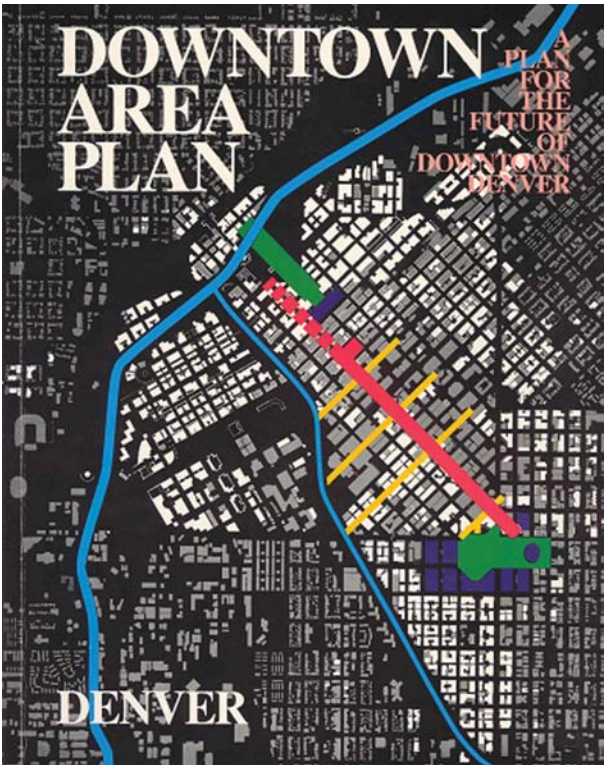 DOWNTOWN
AREA
PLAN
A
PLAN
FOR
THE
FUTURE
OF
DOWNTOWN
DENVER
DENVER